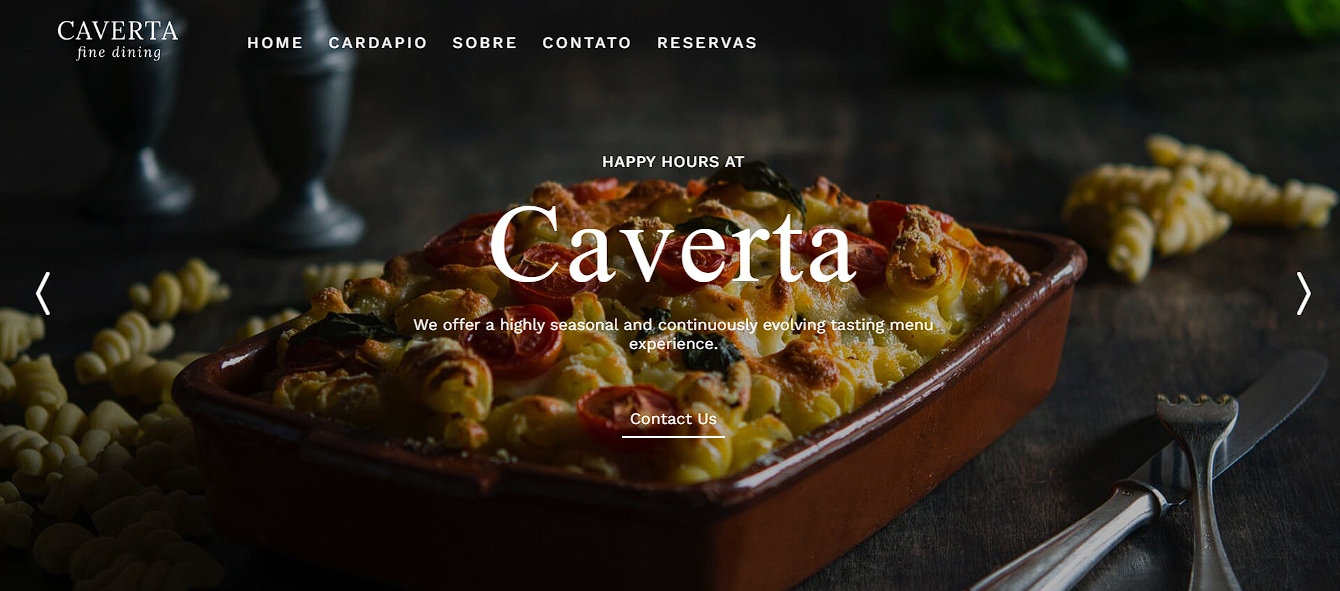 CAVERTA
fine dining
HOME CARDAPIO SOBRE CONTATO RESERVAS
HAPPY HOURS AT
Caverta
We offer a highly seasonal and continuously evolving tasting menu
experience.
Contact Us